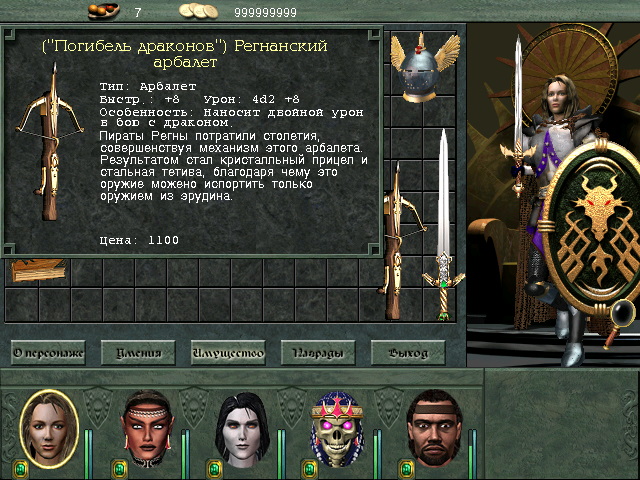 7 999999999
("Погибель драконов") Регнанский
арбалет
Тип: Арбалет
Быстр.: +8 Урон: 4d2 +8
Особенность: Наносит двойной урон
в бою с драконом.
Пираты Регны потратили столетия,
совершенствуя механизм этого арбалета.
Результатом стал кристалльный прицел и
стальная тетива, благодаря чему это
оружие можено испортить только
оружием из эрудина.
Цена: 1100
О персонаже Умения Имущество Награды Выход